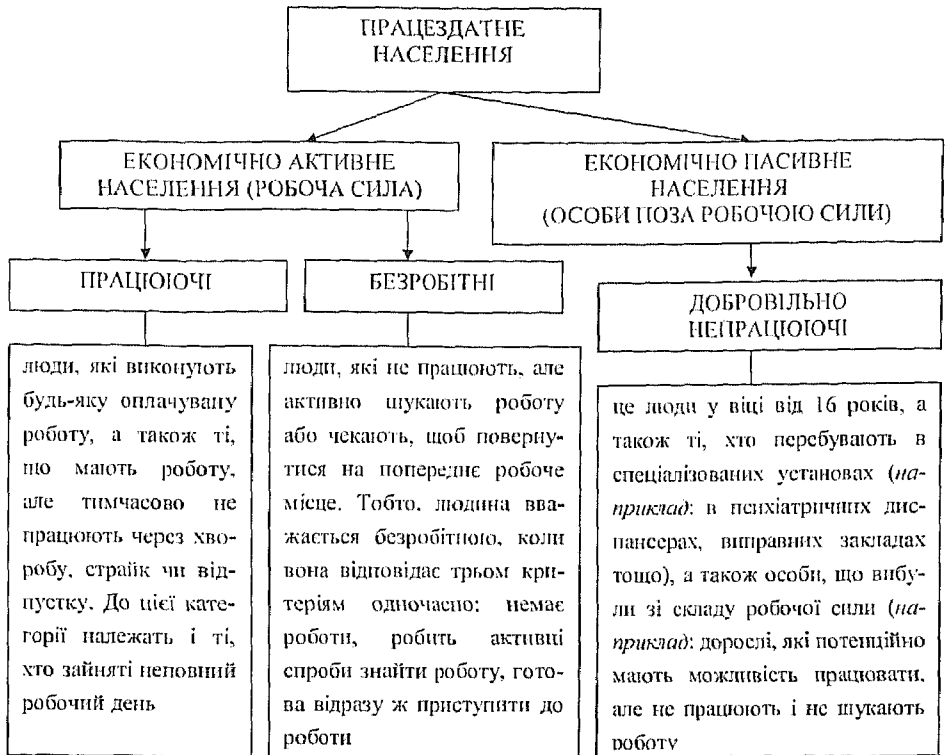 ПРАЦЕЗДАТНЕ
НАСЕЛЕННЯ
ЕКОНОМІЧНО АКТИВНЕ
НАСЕЛЕННЯ (РОБОЧА СИЛА)
ЕКОНОМІЧНО ПАСИВНЕ
НАСЕЛЕННЯ
(ОСОБИ ПОЗА РОБОЧОЮ СИЛИ)
ПРАЦЮЮЧІ
БЕЗРОБІТНІ
ДОБРОВІЛЬНО
НЕПРАЦЮЮЧІ
люди, які виконують
будь-яку оплачувану
роботу, а також ті,
що мають роботу,
але тимчасово не
працюють через хво-
робу, страйк чи від-
пустку. До цієї кате-
горії належать і ті,
хто зайняті неповний
робочий день
люди, які не працюють, але
активно шукають роботу
або чекають, щоб поверну-
тися на попереднє робоче
місце. Тобто, людина вва-
жається безробітною, коли
вона відповідає трьом кри-
теріям одночасно: немає
роботи, робить активні
спроби знайти роботу, гото-
ва відразу ж приступити до
роботи
це люди у віці від 16 років, а
також ті, хто перебувають в
спеціалізованих установах (на-
приклад: в психіатричних дис-
пансерах, виправних закладах
тощо), а також особи, що вибу-
ли зі складу робочої сили (на-
приклад: дорослі, які потенційно
мають можливість працювати,
але не працюють і не шукають
роботу